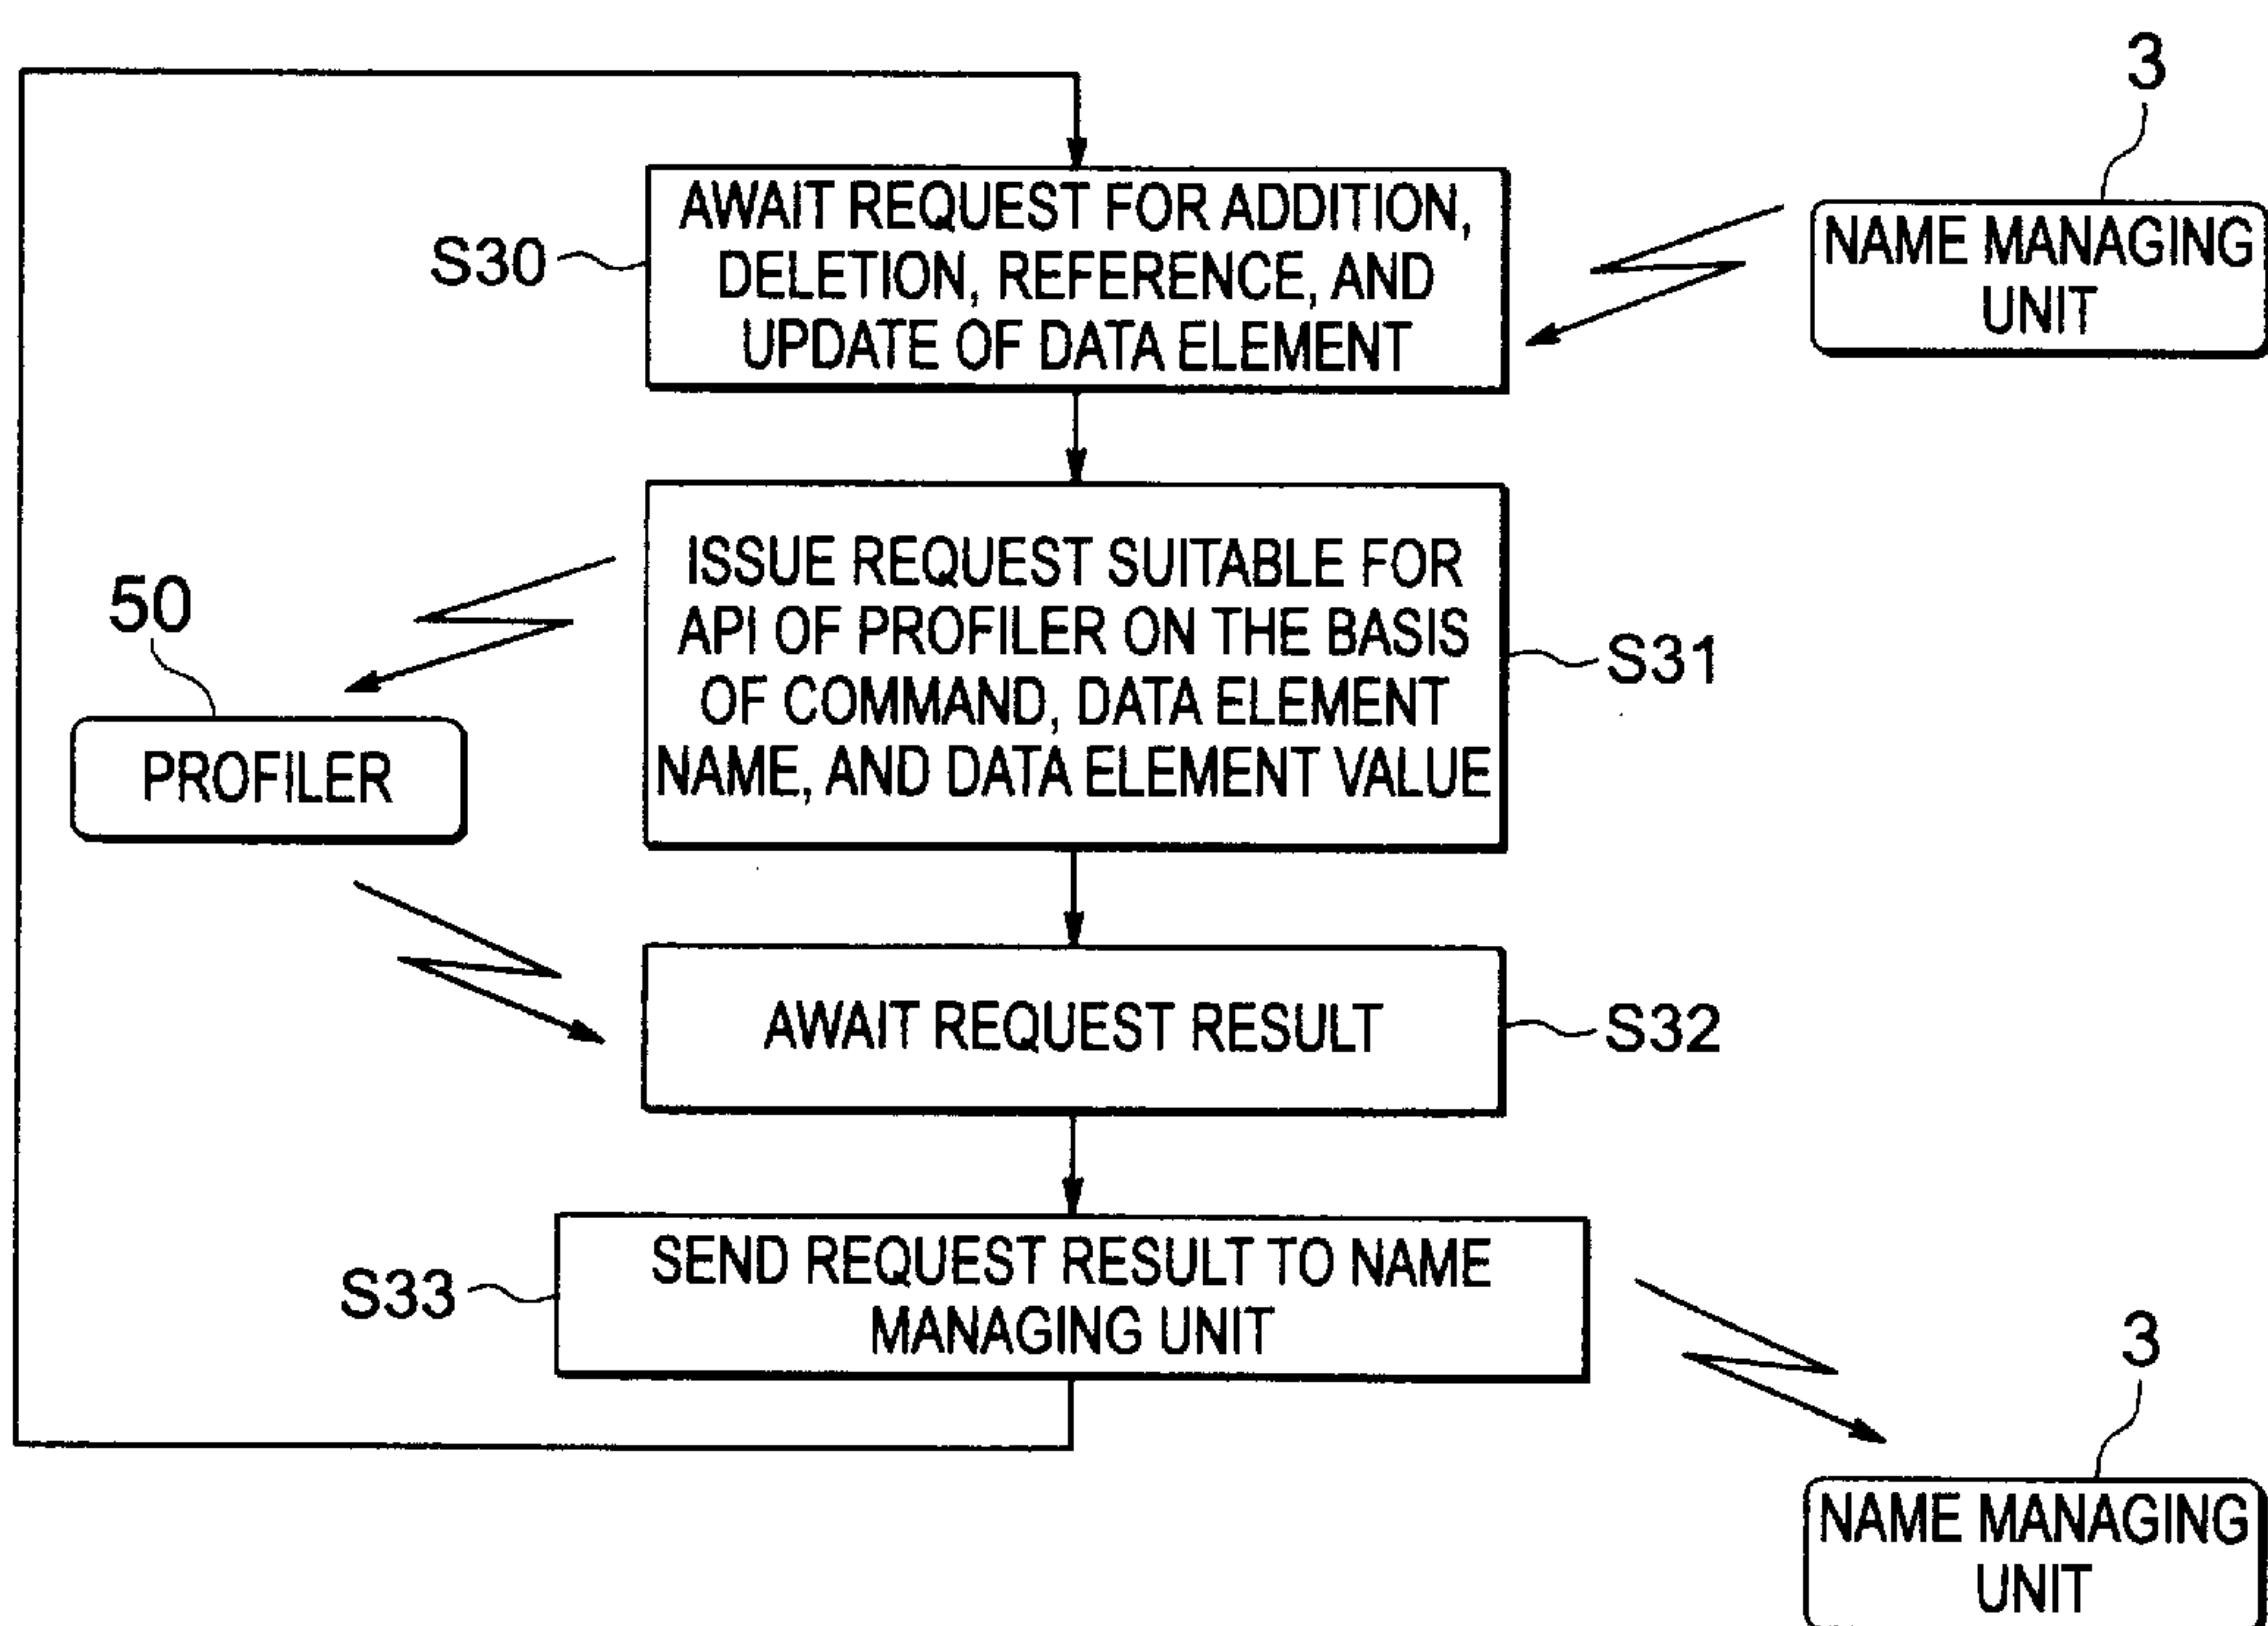 3
AWAIT REQUEST FOR ADDITION,
DELETION, REFERENCE, AND
UPDATE OF DATA ELEMENT
S30
NAME MANAGING
UNIT
ISSUE REQUEST SUITABLE FOR
API OF PROFILER ON THE BASIS
OF COMMAND, DATA ELEMENT
NAME, AND DATA ELEMENT VALUE
S31
50
PROFILER
AWAIT REQUEST RESULT
S32
SEND REQUEST RESULT TO NAME
MANAGING UNIT
S33
3
NAME MANAGING
UNIT